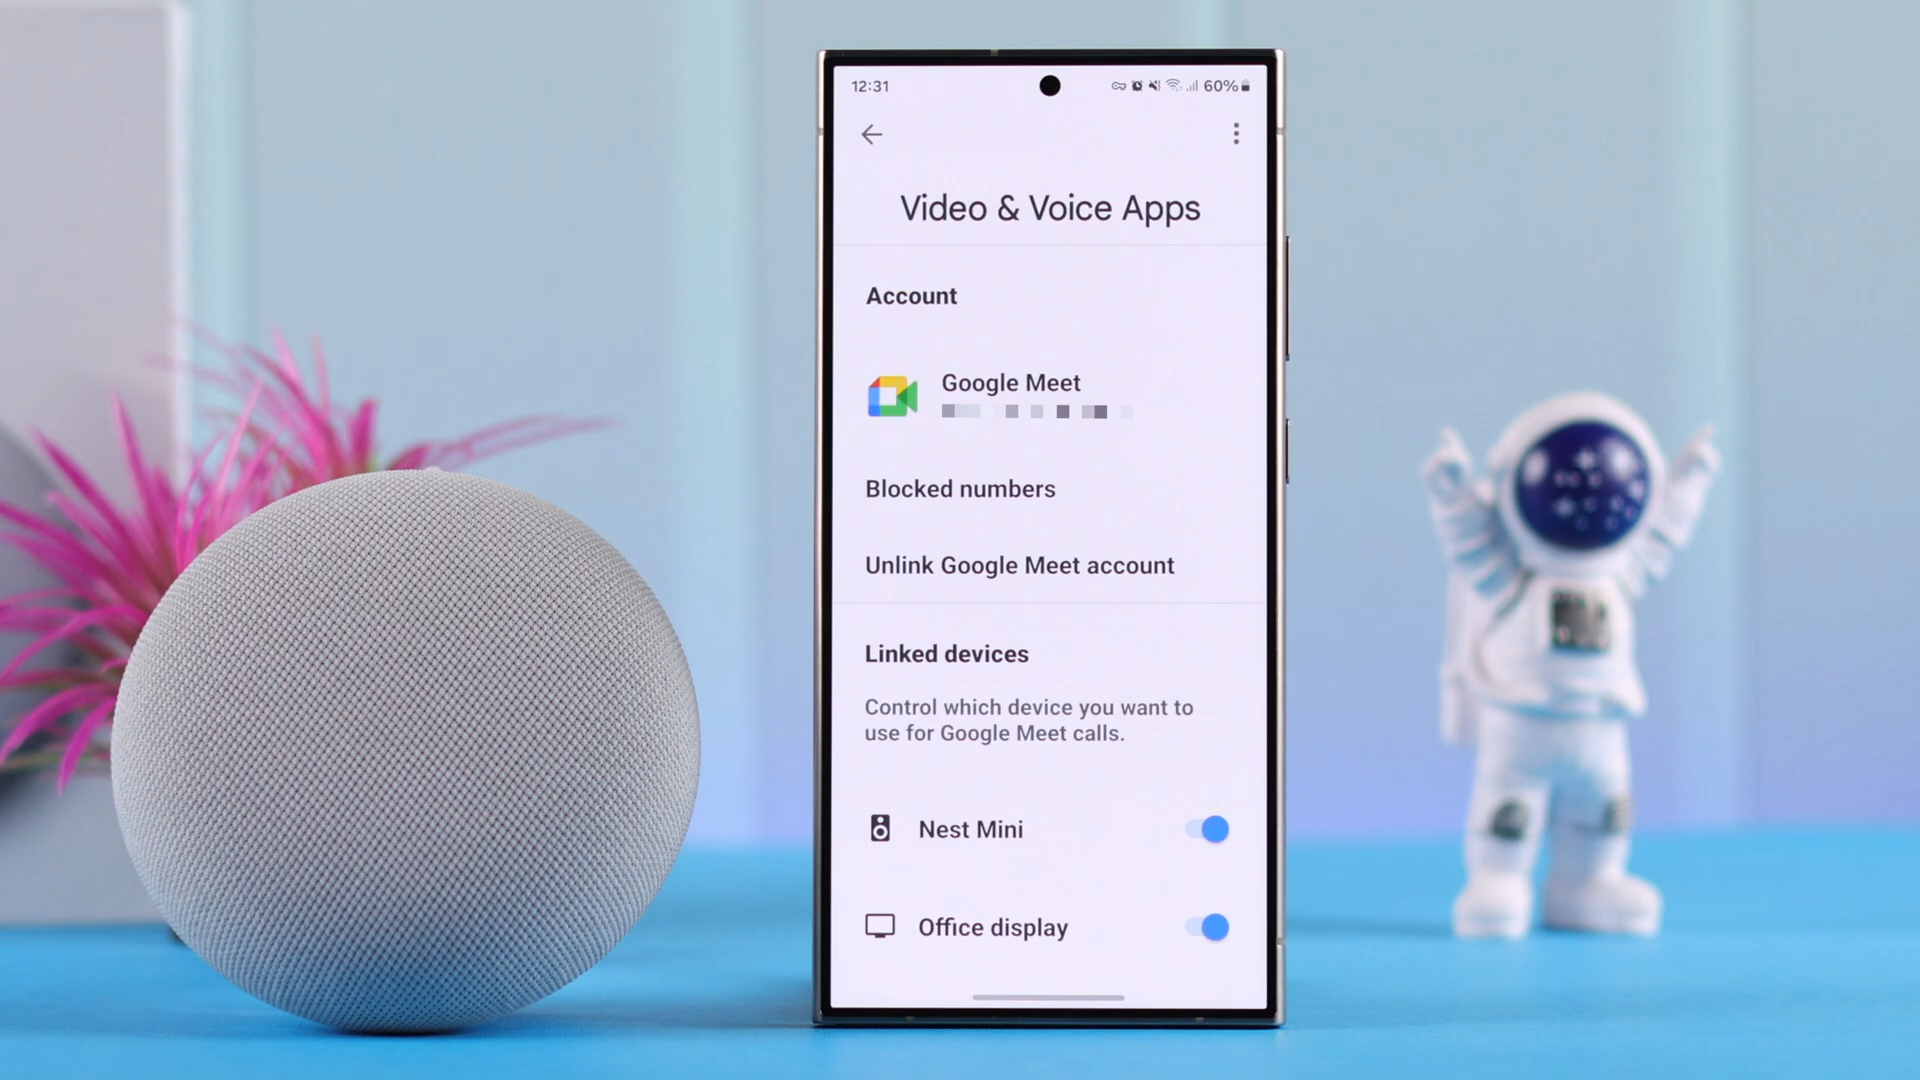 12:31
60%
Video & Voice Apps
Account
Google Meet
Blocked numbers
Unlink Google Meet account
Linked devices
Control which device you want to
use for Google Meet calls.
Nest Mini
Office display